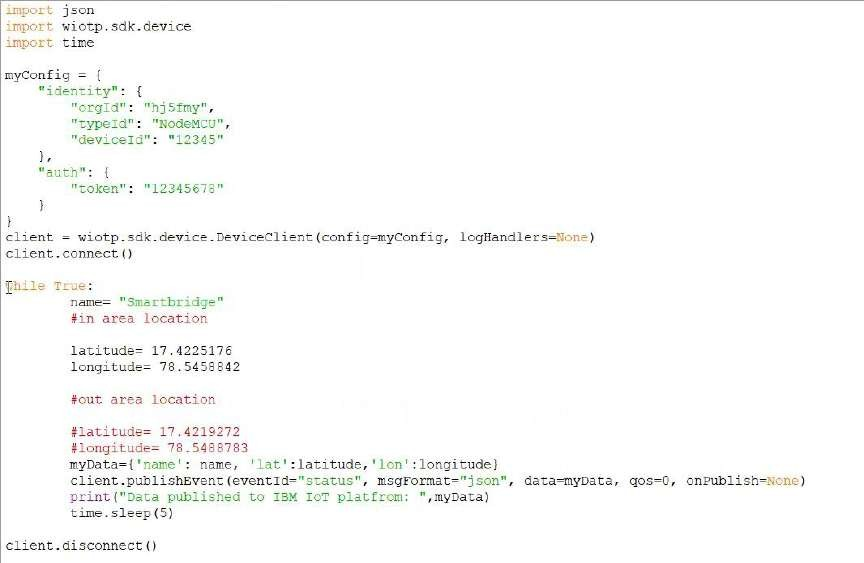 import json
import wiotp.sdk.device
import time
myConfig = {
    "identity": {
        "orgId": "hj5fmy",
        "typeId": "NodeMCU",
        "deviceId": "12345"
    },
    "auth": {
        "token": "12345678"
    }
}
client = wiotp.sdk.device.DeviceClient(config=myConfig, logHandlers=None)
client.connect()
while True:
        name= "Smartbridge"
        #in area location
        latitude= 17.4225176
        longitude= 78.5458842
        #out area location
        #latitude= 17.4219272
        #longitude= 78.5488783
        myData={'name': name, 'lat':latitude,'lon':longitude}
        client.publishEvent(eventId="status", msgFormat="json", data=myData, qos=0, onPublish=None)
        print("Data published to IBM IoT platfrom: ",myData)
        time.sleep(5)
client.disconnect()